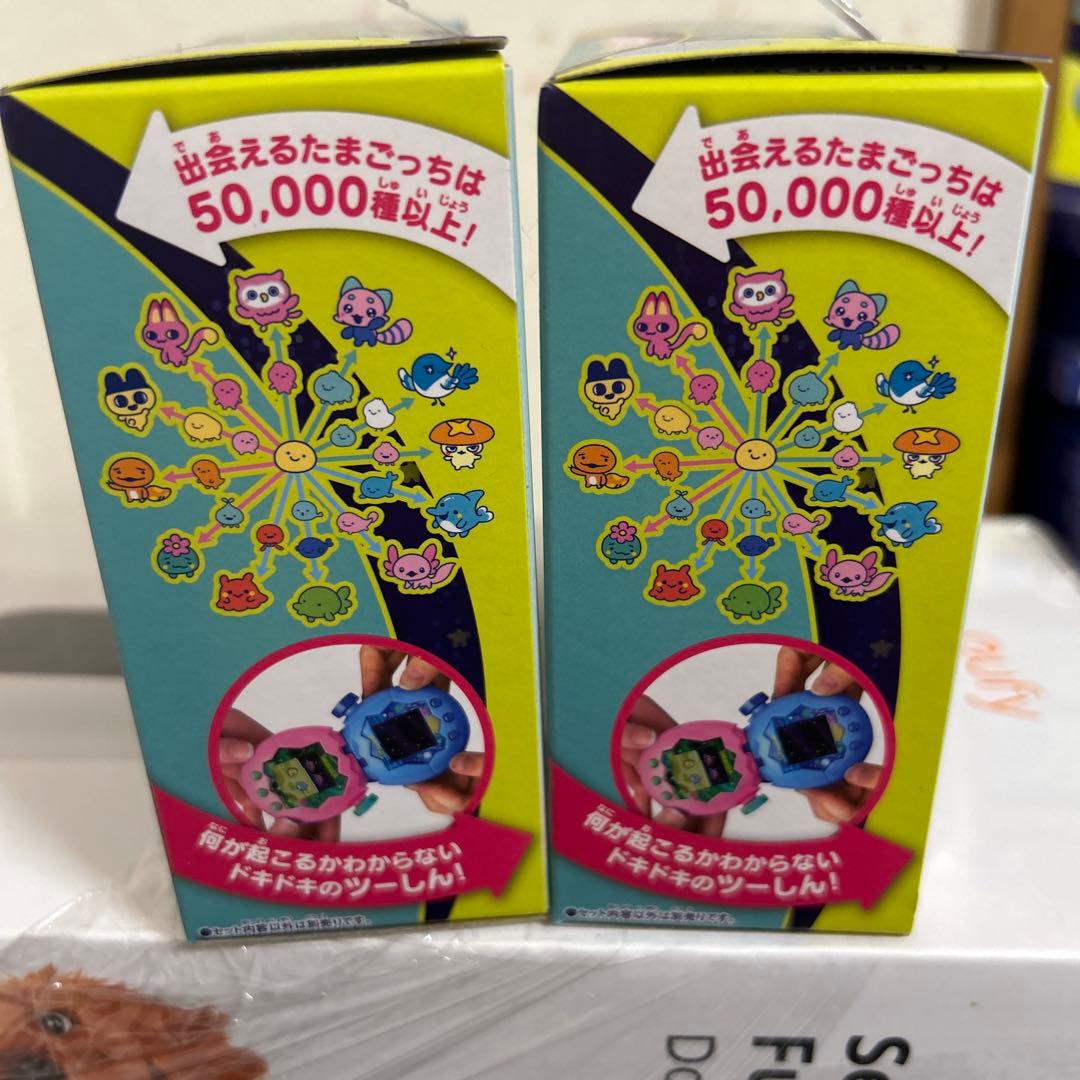 出会えるたまごっちは
50,000種以上!
何が起こるかわからない
ドキドキのツーしん!
●セット内容以外は別売りです。
出会えるたまごっちは
50,000種以上!
何が起こるかわからない
ドキドキのツーしん!
●セット内容以外は別売りです。